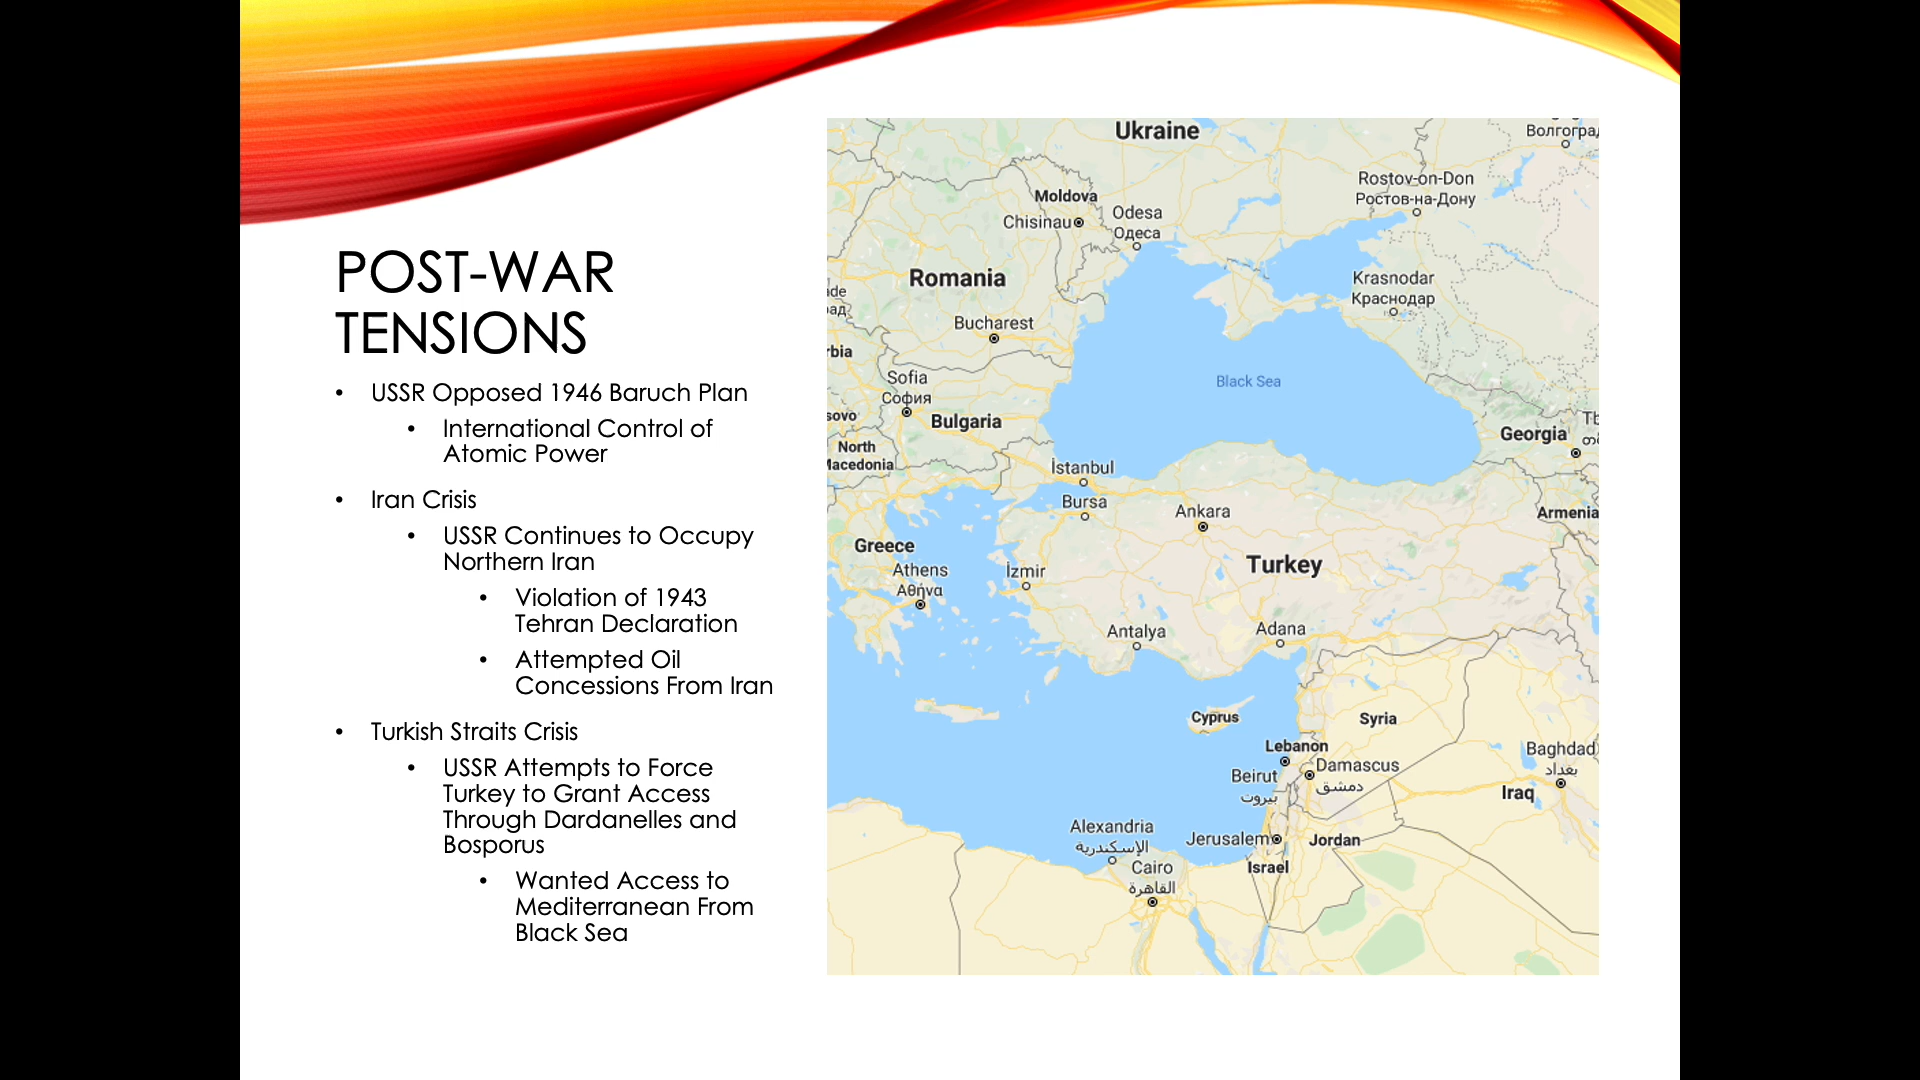 POST-WAR
TENSIONS
• USSR Opposed 1946 Baruch Plan
• International Control of
Atomic Power
• Iran Crisis
• USSR Continues to Occupy
Northern Iran
• Violation of 1943
Tehran Declaration
• Attempted Oil
Concessions From Iran
• Turkish Straits Crisis
• USSR Attempts to Force
Turkey to Grant Access
Through Dardanelles and
Bosporus
• Wanted Access to
Mediterranean From
Black Sea
Ukraine
Волгоград
Rostov-on-Don
Ростов-на-Дону
Moldova
Chisinau
Odesa
Одеса
Romania
Krasnodar
Краснодар
Bucharest
Sofia
София
Black Sea
Bulgaria
Georgia
North
Macedonia
İstanbul
Bursa
Ankara
Armenia
Greece
Turkey
Athens
Αθήνα
İzmir
Antalya
Adana
Cyprus
Syria
Lebanon
Baghdad
بغداد
Beirut
بيروت
Damascus
دمشق
Iraq
Alexandria
الإسكندرية
Jerusalem
Jordan
Cairo
القاهرة
Israel